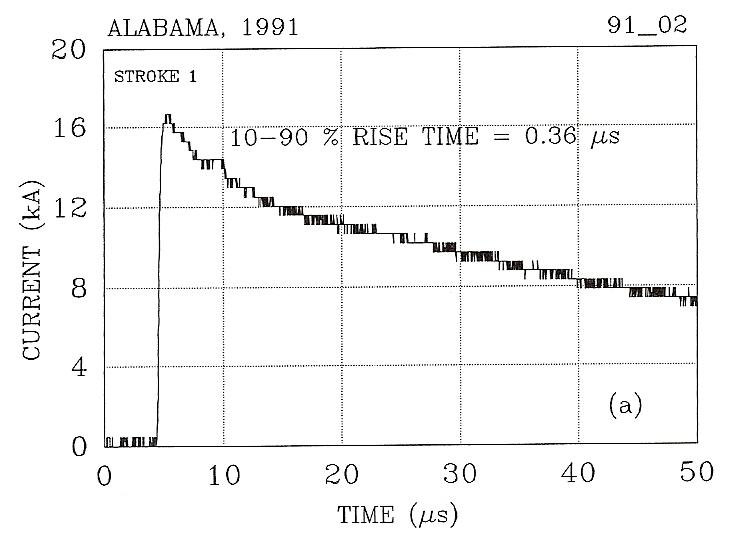 ALABAMA, 1991 91_02
20
STROKE 1
16
10−90 % RISE TIME = 0.36 μs
12
CURRENT (kA)
8
4
(a)
0
0 10 20 30 40 50
TIME (μs)